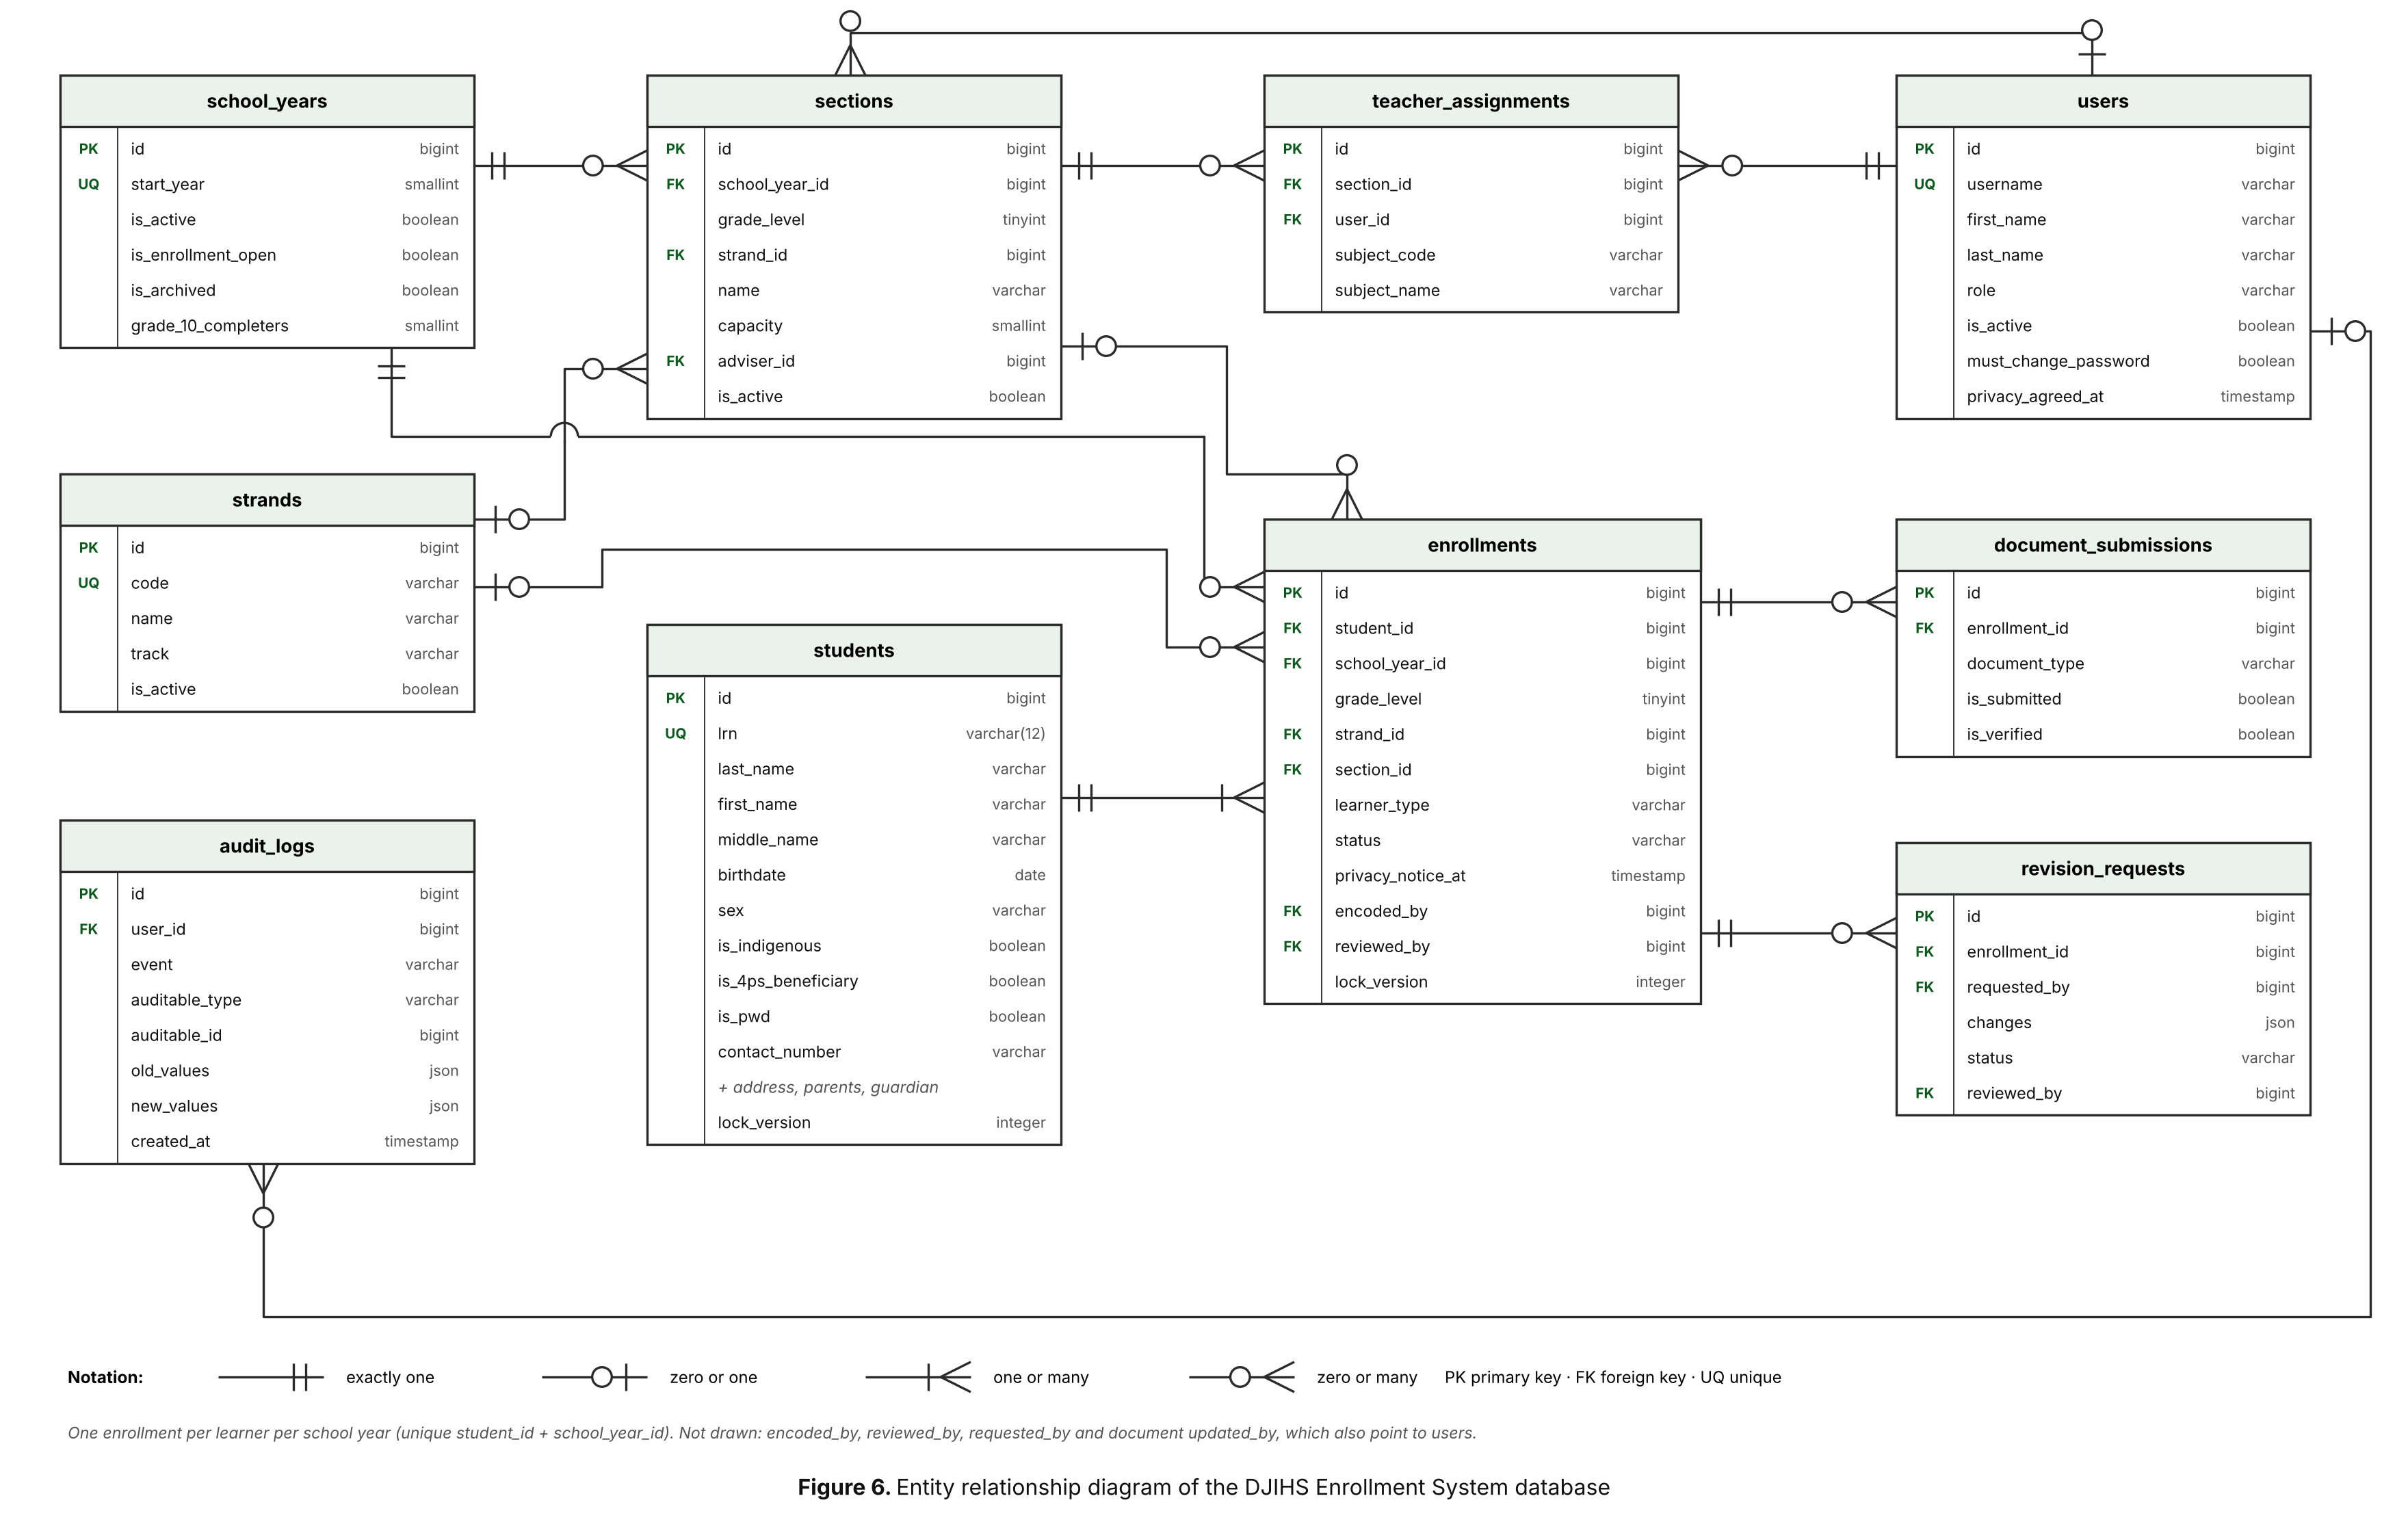 school_years
PK id bigint
UQ start_year smallint
is_active boolean
is_enrollment_open boolean
is_archived boolean
grade_10_completers smallint
sections
PK id bigint
FK school_year_id bigint
grade_level tinyint
FK strand_id bigint
name varchar
capacity smallint
FK adviser_id bigint
is_active boolean
teacher_assignments
PK id bigint
FK section_id bigint
FK user_id bigint
subject_code varchar
subject_name varchar
users
PK id bigint
UQ username varchar
first_name varchar
last_name varchar
role varchar
is_active boolean
must_change_password boolean
privacy_agreed_at timestamp
strands
PK id bigint
UQ code varchar
name varchar
track varchar
is_active boolean
students
PK id bigint
UQ lrn varchar(12)
last_name varchar
first_name varchar
middle_name varchar
birthdate date
sex varchar
is_indigenous boolean
is_4ps_beneficiary boolean
is_pwd boolean
contact_number varchar
+ address, parents, guardian
lock_version integer
enrollments
PK id bigint
FK student_id bigint
FK school_year_id bigint
grade_level tinyint
FK strand_id bigint
FK section_id bigint
learner_type varchar
status varchar
privacy_notice_at timestamp
FK encoded_by bigint
FK reviewed_by bigint
lock_version integer
document_submissions
PK id bigint
FK enrollment_id bigint
document_type varchar
is_submitted boolean
is_verified boolean
audit_logs
PK id bigint
FK user_id bigint
event varchar
auditable_type varchar
auditable_id bigint
old_values json
new_values json
created_at timestamp
revision_requests
PK id bigint
FK enrollment_id bigint
FK requested_by bigint
changes json
status varchar
FK reviewed_by bigint
Notation: exactly one zero or one one or many zero or many PK primary key · FK foreign key · UQ unique
One enrollment per learner per school year (unique student_id + school_year_id). Not drawn: encoded_by, reviewed_by, requested_by and document updated_by, which also point to users.
Figure 6. Entity relationship diagram of the DJIHS Enrollment System database